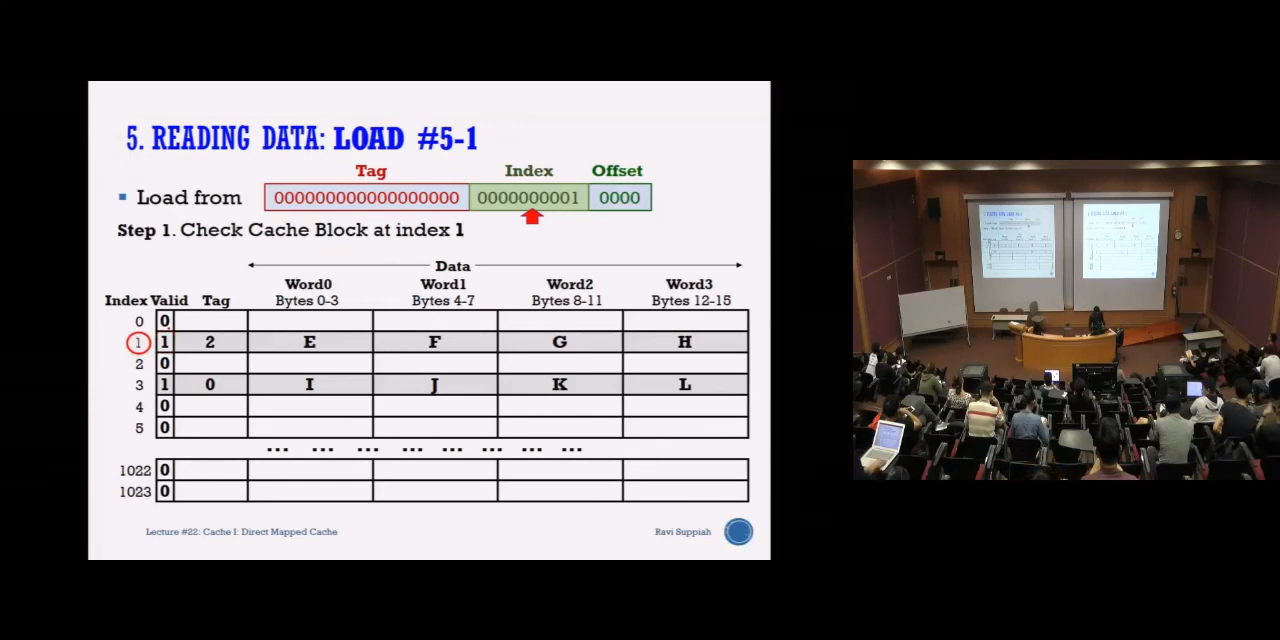 5. READING DATA: LOAD #5-1
Tag Index Offset
Load from 00000000000000000 0000000001 0000
Step 1. Check Cache Block at index 1
Data
Word0 Word1 Word2 Word3
Index Valid Tag Bytes 0-3 Bytes 4-7 Bytes 8-11 Bytes 12-15
0 0
1 1 2 E F G H
2 0
3 1 0 I J K L
4 0
5 0
... ... ... ... ... ... ... ...
1022 0
1023 0
Lecture #22: Cache I: Direct Mapped Cache Ravi Suppiah